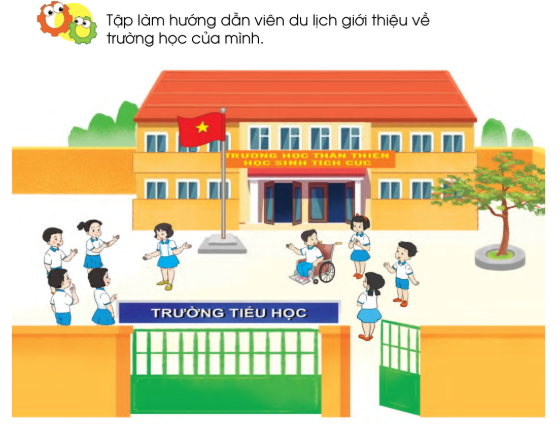 Tập làm hướng dẫn viên du lịch giới thiệu về
trường học của mình.
TRƯỜNG HỌC THÂN THIỆN
HỌC SINH TÍCH CỰC
TRƯỜNG TIỂU HỌC